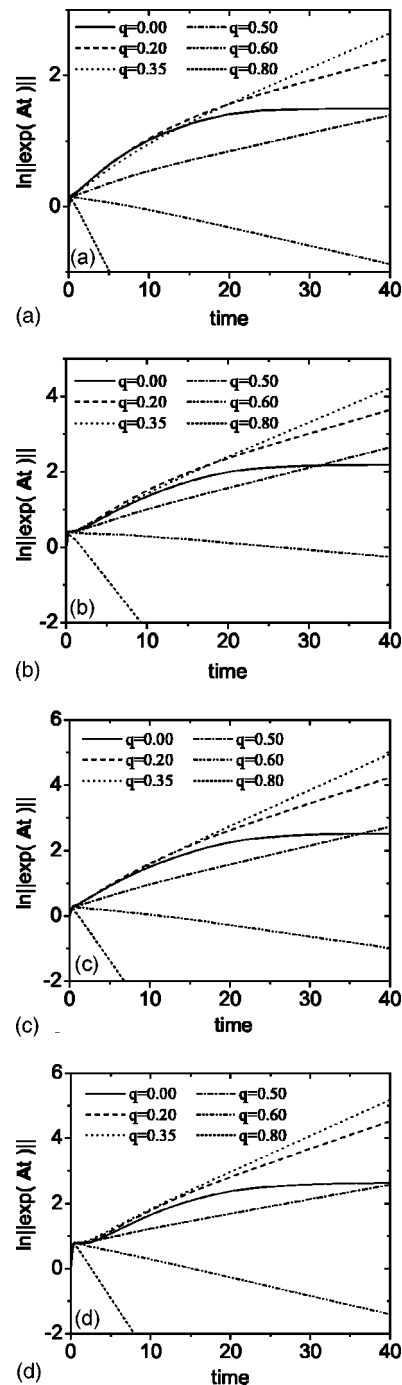 ln||exp( At )||
q=0.00 q=0.50
q=0.20 q=0.60
q=0.35 q=0.80
2
0
(a)
0 10 20 30 40
(a) time
ln||exp( At )||
q=0.00 q=0.50
q=0.20 q=0.60
q=0.35 q=0.80
4
2
0
-2
(b)
0 10 20 30 40
(b) time
ln||exp( At )||
6
q=0.00 q=0.50
q=0.20 q=0.60
q=0.35 q=0.80
4
2
0
-2
(c)
0 10 20 30 40
(c) time
ln||exp( At )||
6
q=0.00 q=0.50
q=0.20 q=0.60
q=0.35 q=0.80
4
2
0
-2
(d)
0 10 20 30 40
(d) time